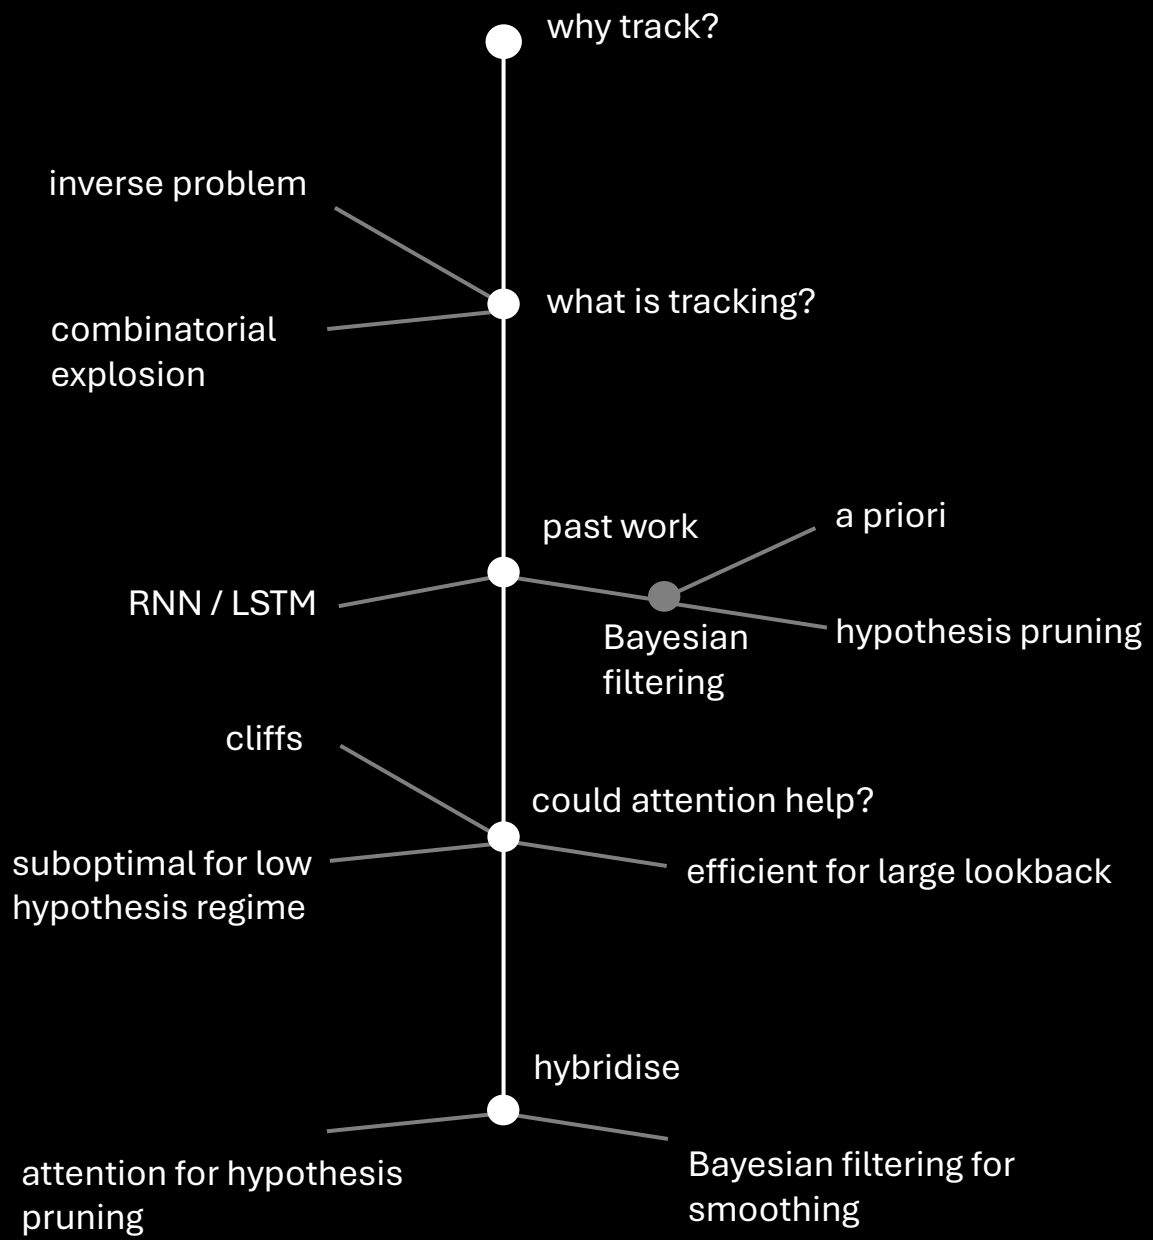 why track?
inverse problem
what is tracking?
combinatorial
explosion
past work
a priori
RNN / LSTM
hypothesis pruning
Bayesian
filtering
cliffs
could attention help?
suboptimal for low
hypothesis regime
efficient for large lookback
hybridise
attention for hypothesis
pruning
Bayesian filtering for
smoothing